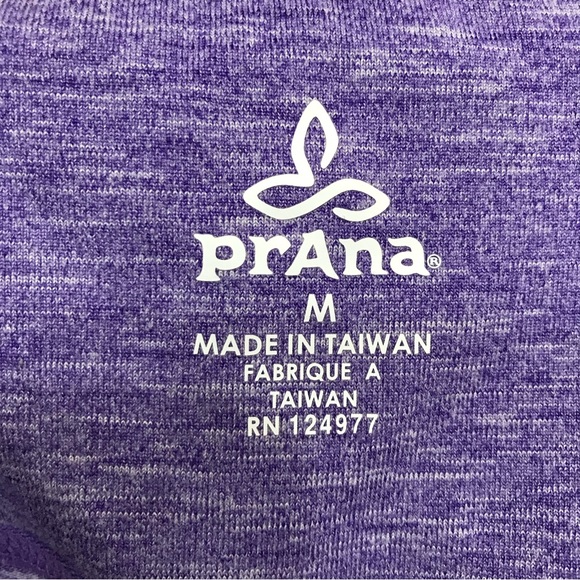 prAna®
M
MADE IN TAIWAN
FABRIQUE A
TAIWAN
RN 124977